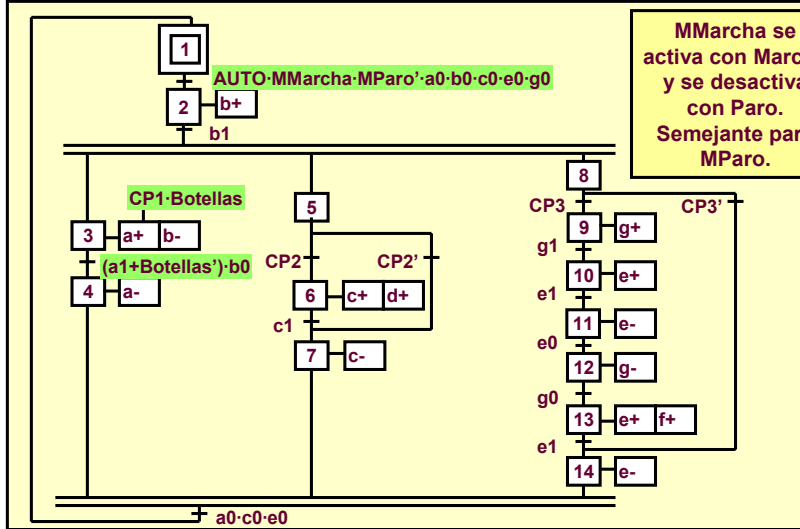 1
AUTO·MMarcha·MParo'·a0·b0·c0·e0·g0
2
b+
b1
MMarcha se
activa con
y se desactiva
con Paro.
Semejante
MParo.
CP1·Botellas
3
a+
b-
(a1+Botellas')·b0
4
a-
5
CP2
CP2'
6
c+
d+
c1
7
c-
8
CP3
CP3'
9
g+
g1
10
e+
e1
11
e-
e0
12
g-
g0
13
e+
f+
e1
14
e-
a0·c0·e0